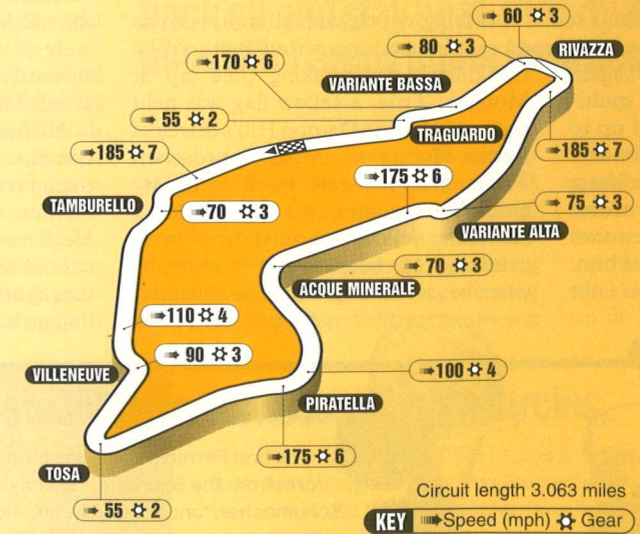 60 3
80 3
RIVAZZA
170 6
VARIANTE BASSA
55 2
TRAGUARDO
185 7
185 7
175 6
TAMBURELLO
70 3
75 3
VARIANTE ALTA
70 3
ACQUE MINERALE
110 4
90 3
VILLENEUVE
100 4
PIRATELLA
175 6
TOSA
55 2
Circuit length 3.063 miles
KEY Speed (mph) Gear